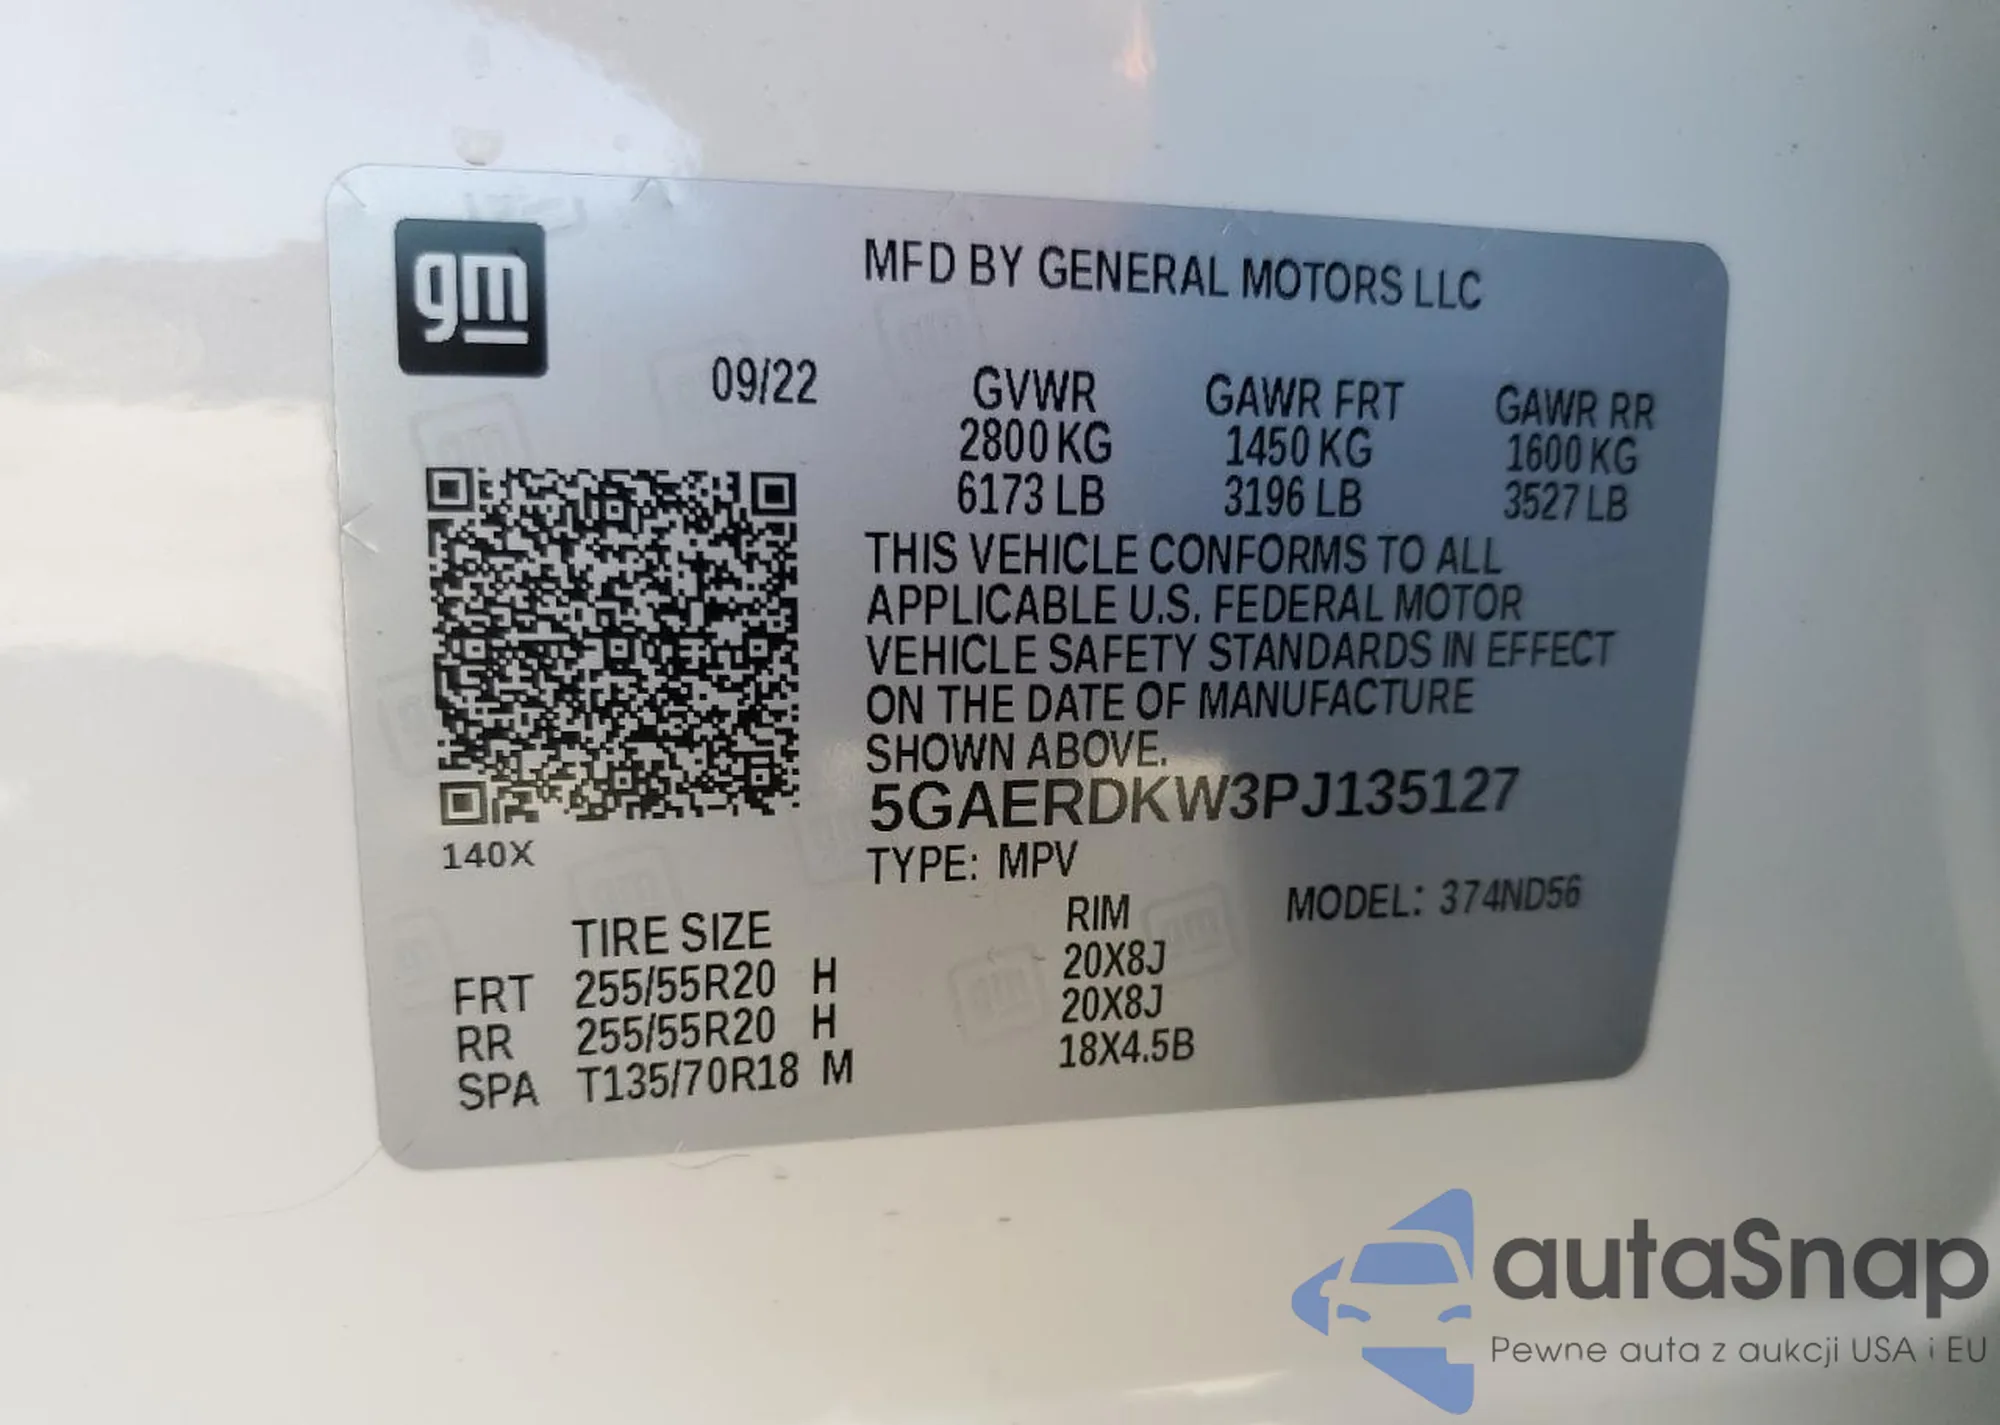 gm
MFD BY GENERAL MOTORS LLC
09/22
GVWR GAWR FRT GAWR RR
2800 KG 1450 KG 1600 KG
6173 LB 3196 LB 3527 LB
THIS VEHICLE CONFORMS TO ALL
APPLICABLE U.S. FEDERAL MOTOR
VEHICLE SAFETY STANDARDS IN EFFECT
ON THE DATE OF MANUFACTURE
SHOWN ABOVE.
5GAERDKW3PJ135127
140X
TYPE: MPV
MODEL: 374ND56
TIRE SIZE RIM
FRT 255/55R20 H 20X8J
RR 255/55R20 H 20X8J
SPA T135/70R18 M 18X4.5B
autaSnap
Pewne auta z aukcji USA i EU